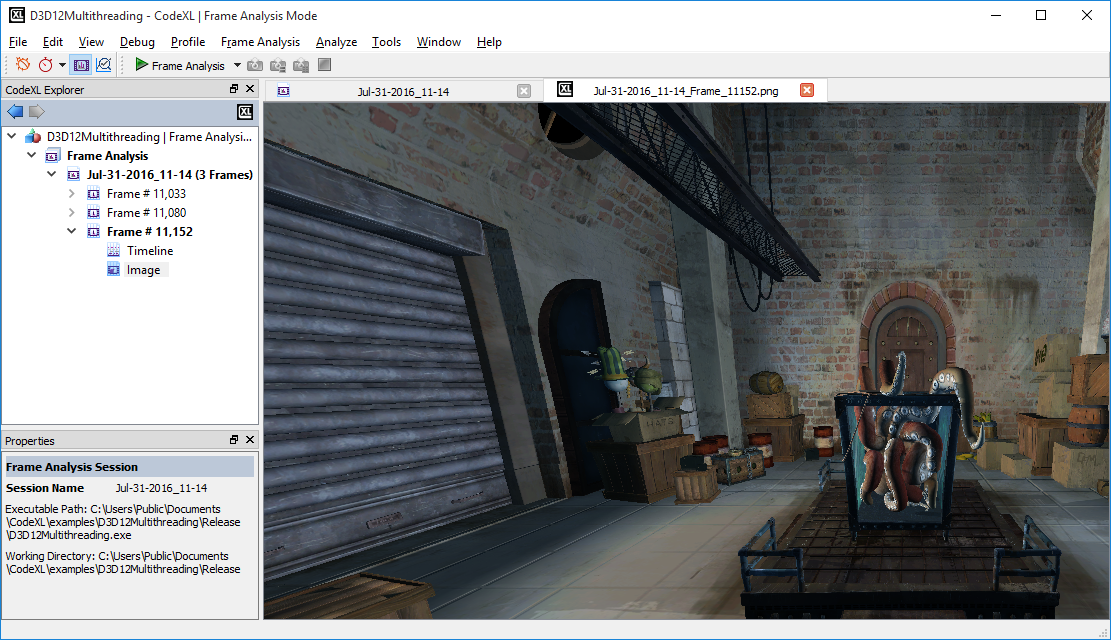 XL D3D12Multithreading - CodeXL | Frame Analysis Mode
File Edit View Debug Profile Frame Analysis Analyze Tools Window Help
Frame Analysis
CodeXL Explorer
Jul-31-2016_11-14
XL Jul-31-2016_11-14_Frame_11152.png
XL
D3D12Multithreading | Frame Analysi...
Frame Analysis
Jul-31-2016_11-14 (3 Frames)
Frame # 11,033
Frame # 11,080
Frame # 11,152
Timeline
Image
Properties
Frame Analysis Session
Session Name Jul-31-2016_11-14
Executable Path: C:\Users\Public\Documents
\CodeXL\examples\D3D12Multithreading\Release
\D3D12Multithreading.exe
Working Directory: C:\Users\Public\Documents
\CodeXL\examples\D3D12Multithreading\Release
HATS